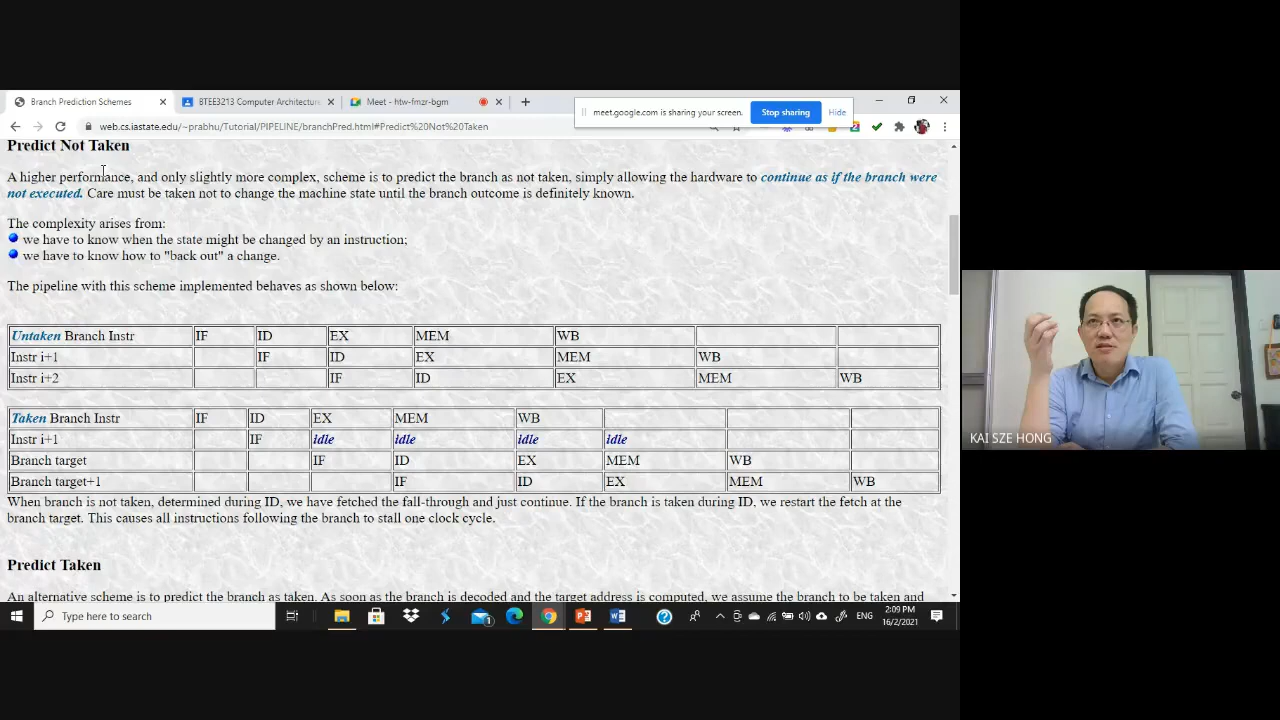 Branch Prediction Schemes
BTEE3213 Computer Architecture
Meet - htw-fmzr-bgm
meet.google.com is sharing your screen.
Stop sharing
Hide
web.cs.iastate.edu/~prabhu/Tutorial/PIPELINE/branchPred.html#Predict%20Not%20Taken
Predict Not Taken
A higher performance, and only slightly more complex, scheme is to predict the branch as not taken, simply allowing the hardware to continue as if the branch were
not executed. Care must be taken not to change the machine state until the branch outcome is definitely known.
The complexity arises from:
we have to know when the state might be changed by an instruction;
we have to know how to "back out" a change.
The pipeline with this scheme implemented behaves as shown below:
Untaken Branch Instr IF ID EX MEM WB
Instr i+1 IF ID EX MEM WB
Instr i+2 IF ID EX MEM WB
Taken Branch Instr IF ID EX MEM WB
Instr i+1 IF idle idle idle idle
Branch target IF ID EX MEM WB
Branch target+1 IF ID EX MEM WB
When branch is not taken, determined during ID, we have fetched the fall-through and just continue. If the branch is taken during ID, we restart the fetch at the
branch target. This causes all instructions following the branch to stall one clock cycle.
Predict Taken
An alternative scheme is to predict the branch as taken. As soon as the branch is decoded and the target address is computed, we assume the branch to be taken and
KAI SZE HONG
Type here to search
ENG
2:09 PM
16/2/2021